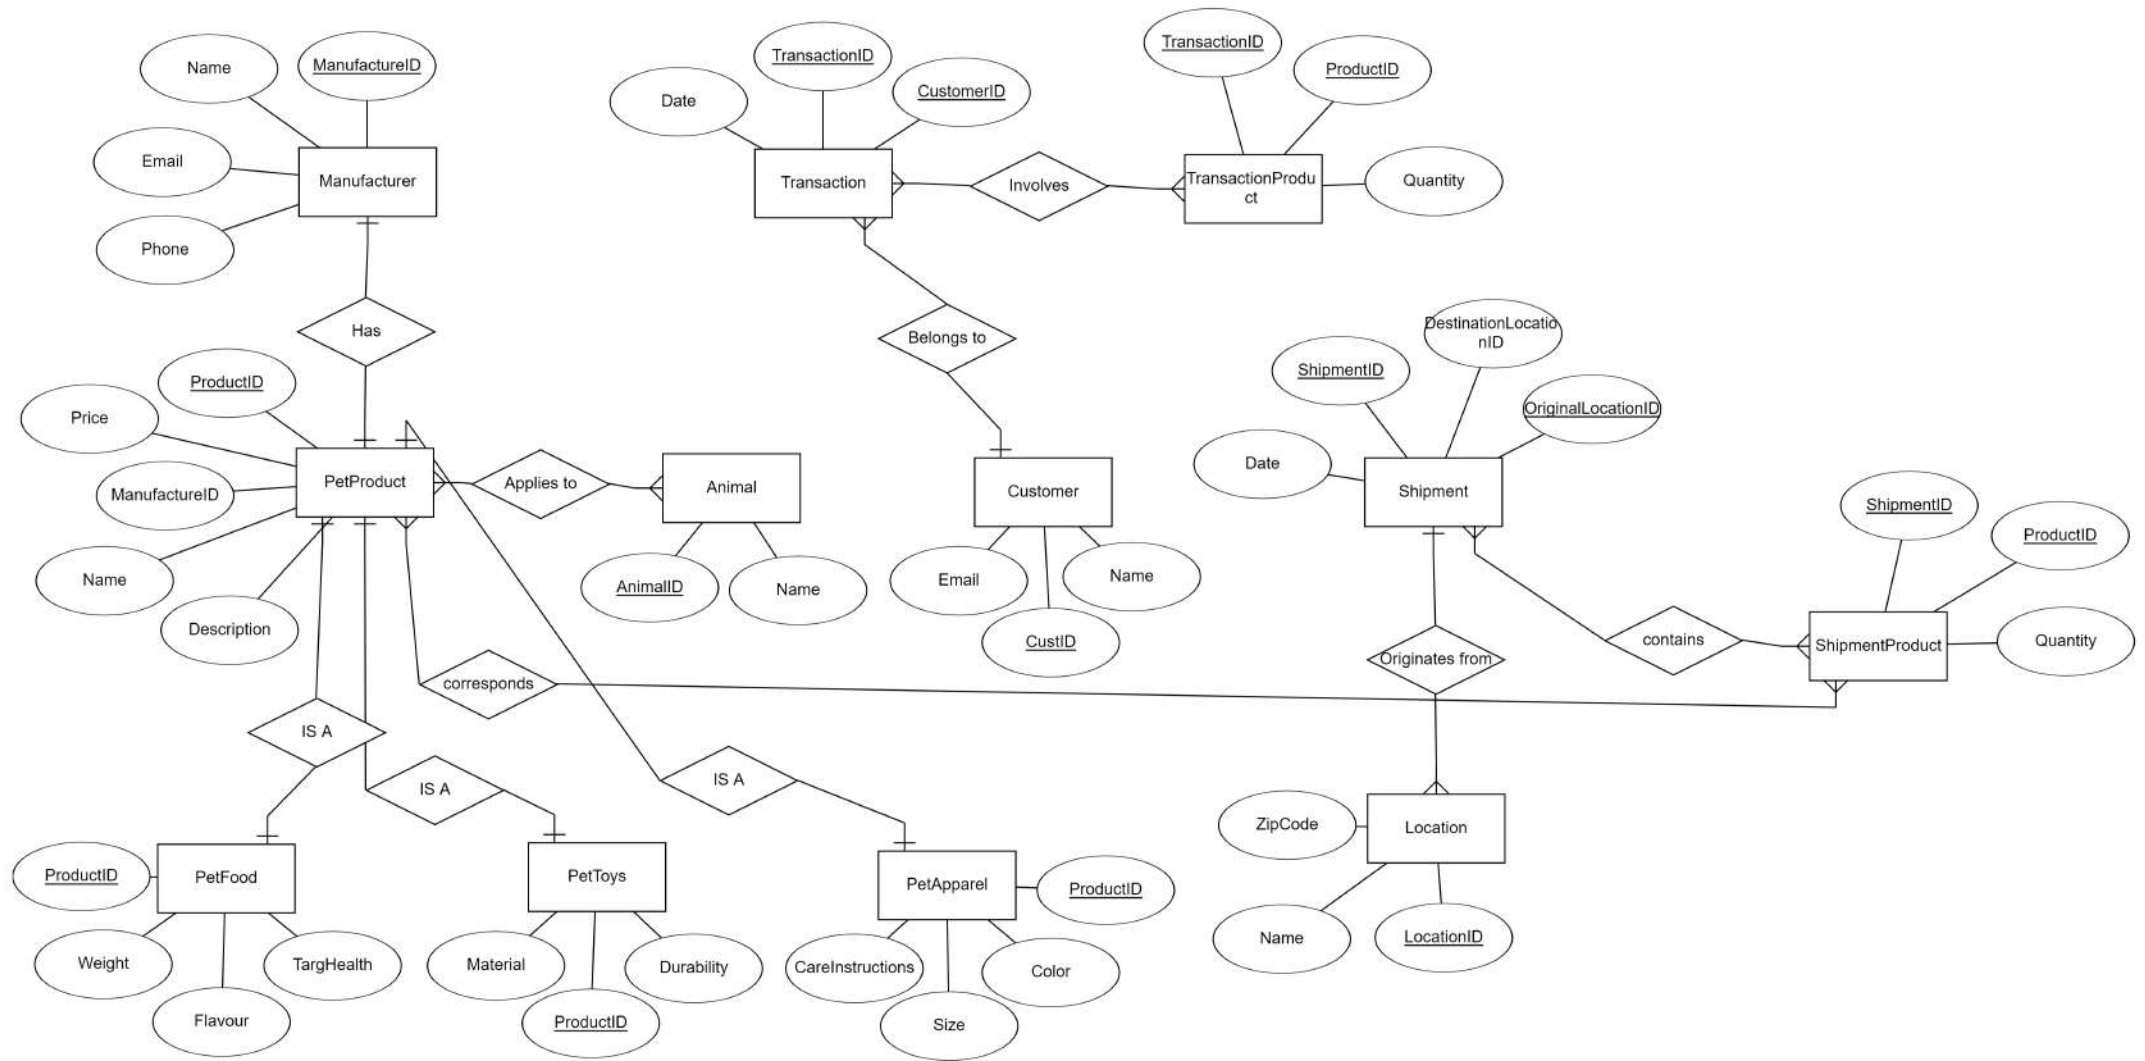 Name
ManufactureID
Email
Manufacturer
Phone
Has
TransactionID
Date
CustomerID
Transaction
Involves
TransactionID
ProductID
TransactionProdu
ct
Quantity
Belongs to
ProductID
Price
ManufactureID
PetProduct
Name
Description
Applies to
Animal
AnimalID
Name
Customer
Email
Name
CustID
DestinationLocatio
nID
ShipmentID
OriginalLocationID
Date
Shipment
ShipmentID
ProductID
Originates from
contains
ShipmentProduct
Quantity
corresponds
IS A
IS A
IS A
ProductID
PetFood
Weight
TargHealth
Flavour
PetToys
Material
Durability
ProductID
PetApparel
ProductID
CareInstructions
Color
Size
ZipCode
Location
Name
LocationID